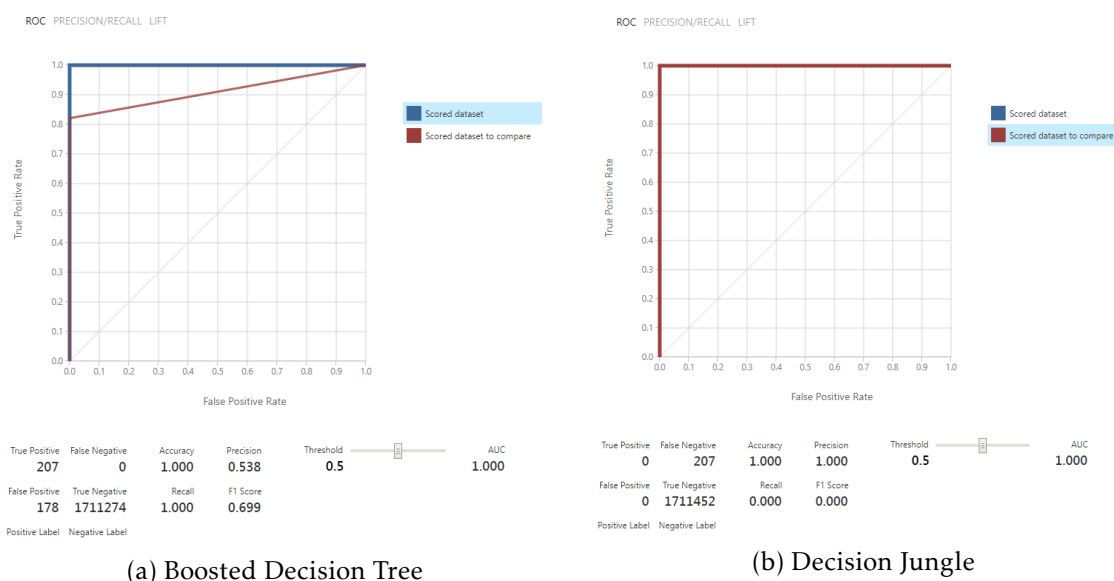 ROC PRECISION/RECALL LIFT
1.0
0.9
0.8
0.7
0.6
0.5
0.4
0.3
0.2
0.1
0.0
True Positive Rate
0.0 0.1 0.2 0.3 0.4 0.5 0.6 0.7 0.8 0.9 1.0
False Positive Rate
Scored dataset
Scored dataset to compare
True Positive False Negative Accuracy Precision Threshold AUC
207 0 1.000 0.538 0.5 1.000
False Positive True Negative Recall F1 Score
178 1711274 1.000 0.699
Positive Label Negative Label
(a) Boosted Decision Tree
ROC PRECISION/RECALL LIFT
1.0
0.9
0.8
0.7
0.6
0.5
0.4
0.3
0.2
0.1
0.0
True Positive Rate
0.0 0.1 0.2 0.3 0.4 0.5 0.6 0.7 0.8 0.9 1.0
False Positive Rate
Scored dataset
Scored dataset to compare
True Positive False Negative Accuracy Precision Threshold AUC
0 207 1.000 1.000 0.5 1.000
False Positive True Negative Recall F1 Score
0 1711452 0.000 0.000
Positive Label Negative Label
(b) Decision Jungle